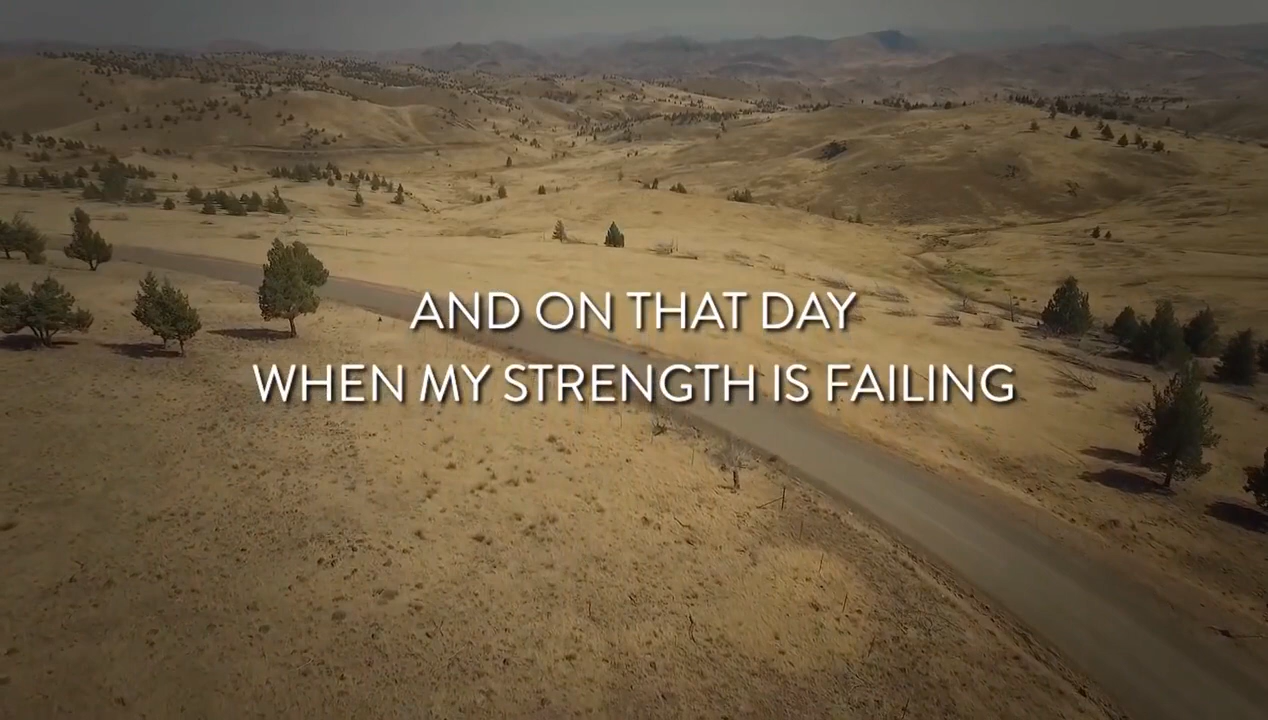 AND ON THAT DAY
WHEN MY STRENGTH IS FAILING